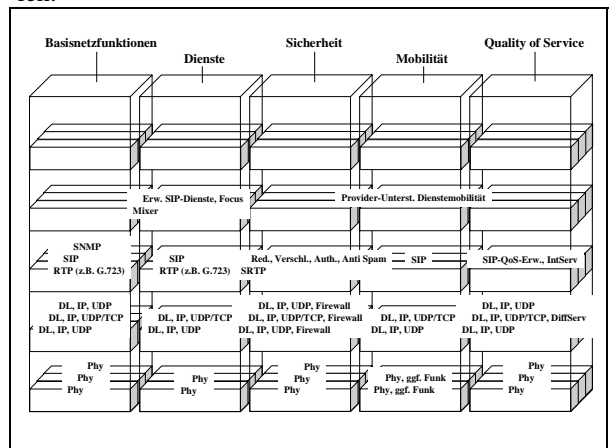 Basisnetzfunktionen
Dienste
Sicherheit
Mobilität
Quality of Service
Erw. SIP-Dienste, Focus
Mixer
Provider-Unterst. Dienstemobilität
SNMP
SIP
RTP (z.B. G.723)
SIP
RTP (z.B. G.723)
Red., Verschl., Auth., Anti Spam
SRTP
SIP
SIP-QoS-Erw., IntServ
DL, IP, UDP
DL, IP, UDP/TCP
DL, IP, UDP
DL, IP, UDP/TCP
DL, IP, UDP
DL, IP, UDP, Firewall
DL, IP, UDP/TCP, Firewall
DL, IP, UDP, Firewall
DL, IP, UDP/TCP
DL, IP, UDP
DL, IP, UDP
DL, IP, UDP/TCP, DiffServ
DL, IP, UDP
Phy
Phy
Phy
Phy
Phy
Phy
Phy
Phy
Phy, ggf. Funk
Phy, ggf. Funk
Phy
Phy
Phy